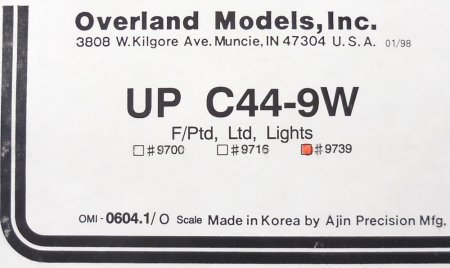 Overland Models,Inc.
3808 W.Kilgore Ave. Muncie, IN 47304 U.S.A. 01/98
UP C44-9W
F/Ptd, Ltd, Lights
#9700 #9716 #9739
OMI - 0604.1/ O Scale Made in Korea by Ajin Precision Mfg.